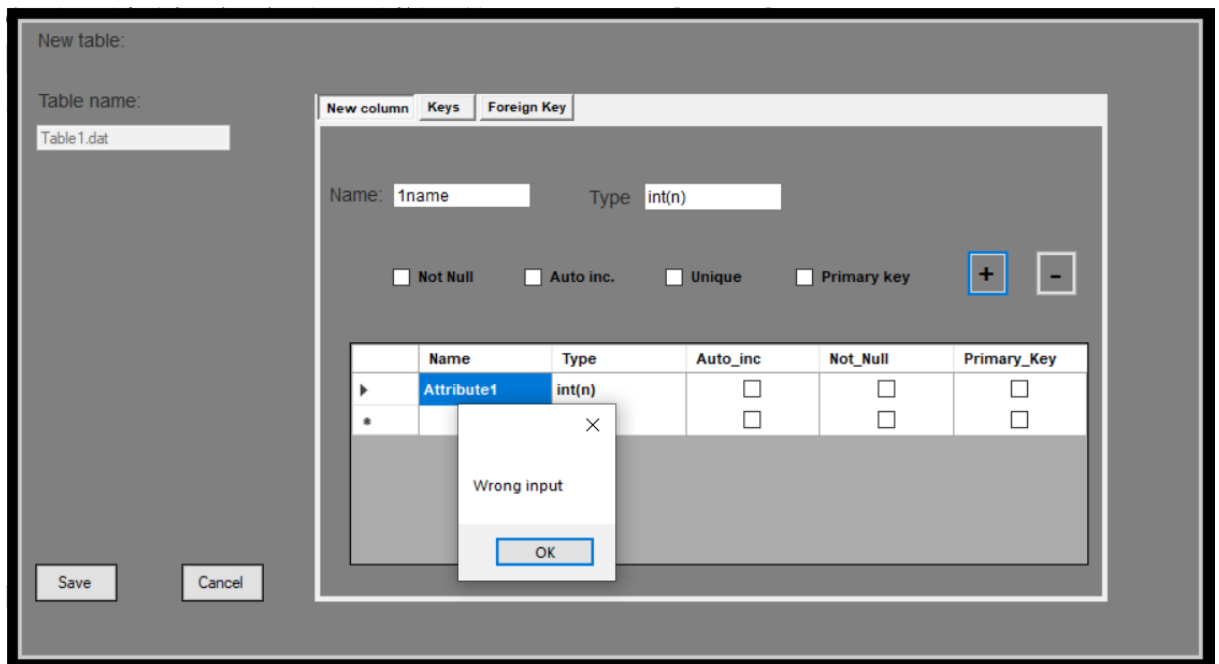 New table:
Table name:
Table1.dat
New column Keys Foreign Key
Name: 1name Type int(n)
Not Null Auto inc. Unique Primary key + -
Name Type Auto_inc Not_Null Primary_Key
Attribute1 int(n)
Wrong input
OK
Save Cancel